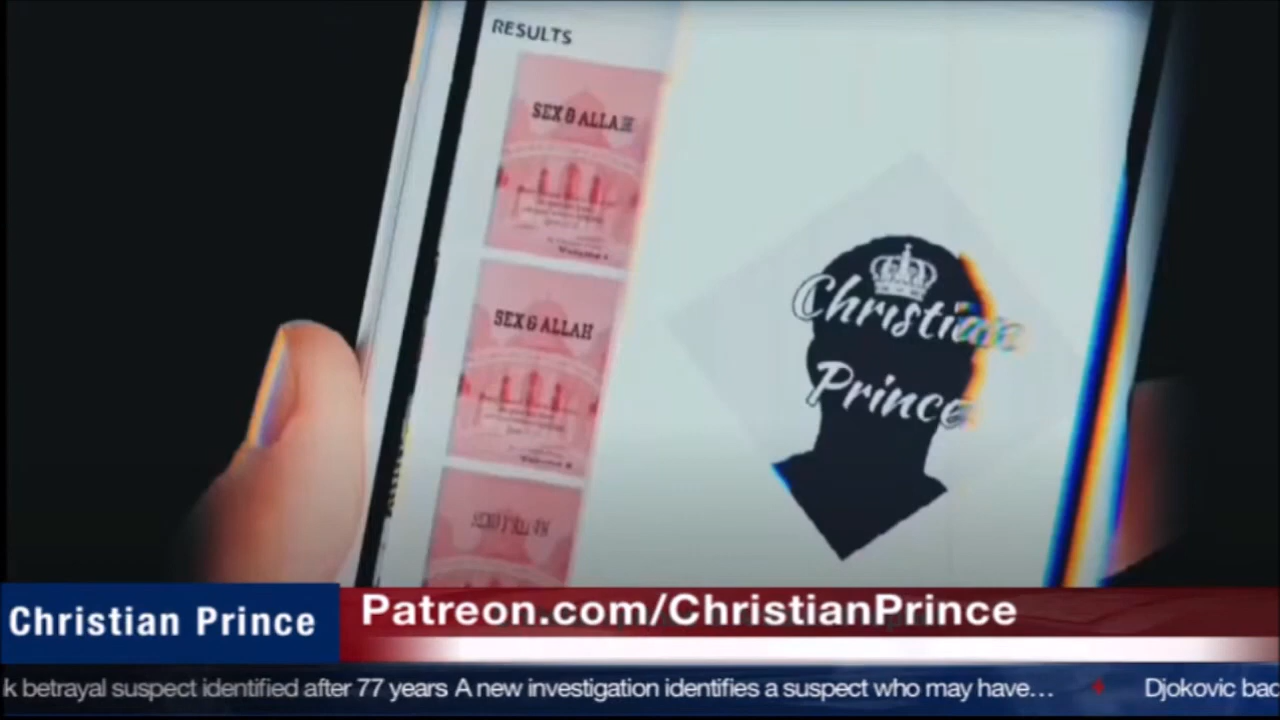 RESULTS
SEX & ALLAH
SEX & ALLAH
Christian
Prince
Christian Prince
Patreon.com/ChristianPrince
k betrayal suspect identified after 77 years A new investigation identifies a suspect who may have… Djokovic bac